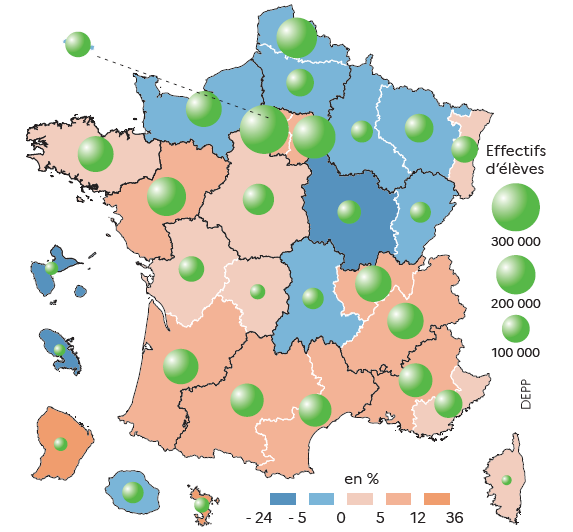 Effectifs
d'élèves
300 000
200 000
100 000
DEPP
en %
- 24 - 5 0 5 12 36